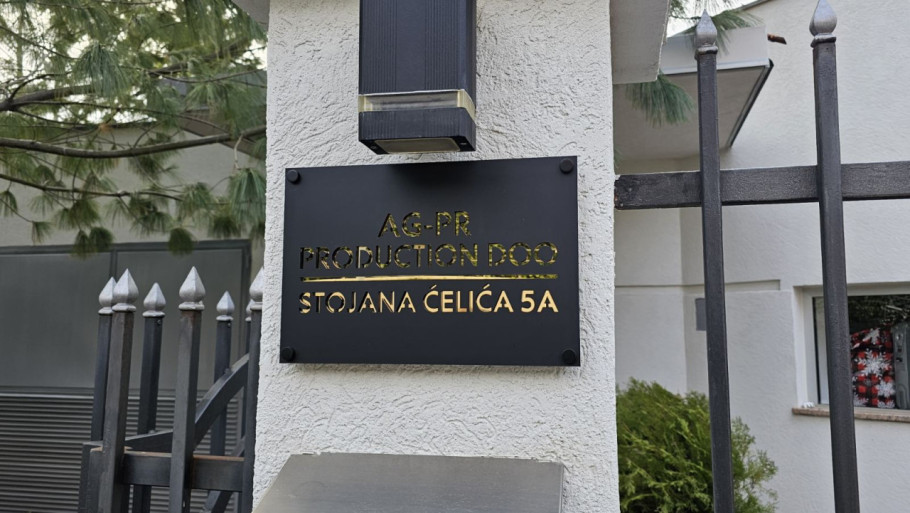 AG-PR
PRODUCTION DOO
STOJANA ĆELIĆA 5A